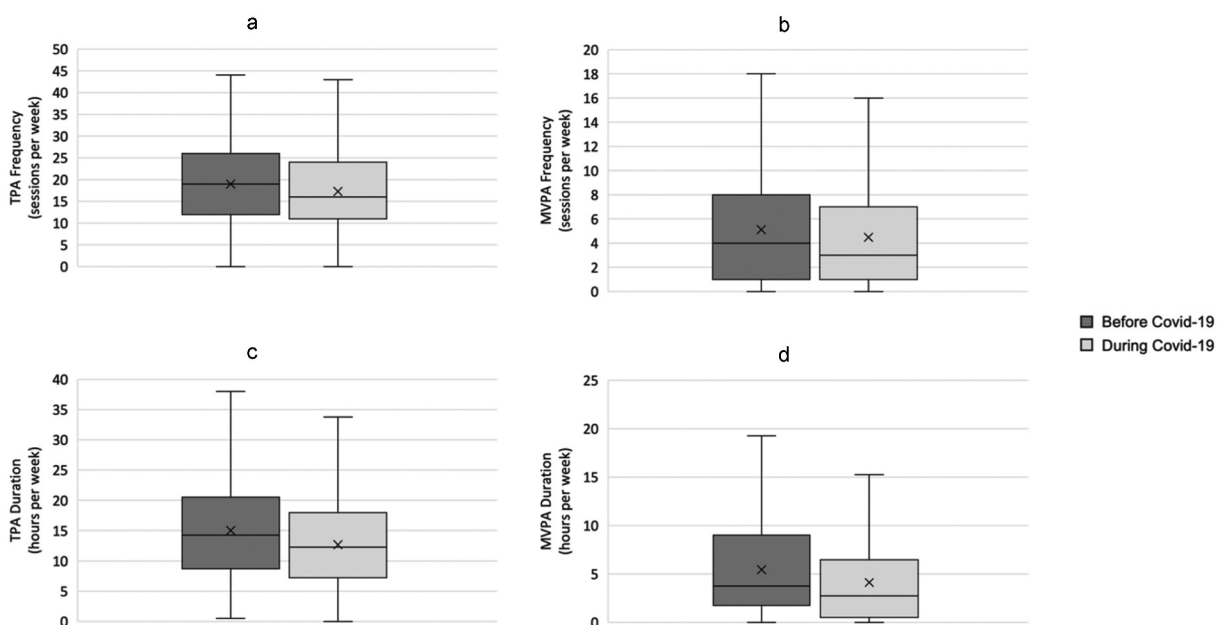 a
TPA Frequency
(sessions per week)
50
45
40
35
30
25
20
15
10
5
0
b
MVPA Frequency
(sessions per week)
20
18
16
14
12
10
8
6
4
2
0
Before Covid-19
During Covid-19
c
TPA Duration
(hours per week)
40
35
30
25
20
15
10
5
0
d
MVPA Duration
(hours per week)
25
20
15
10
5
0